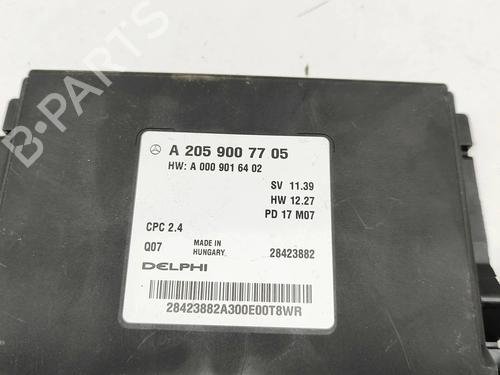 B-PARTS
A 205 900 77 05
HW: A 000 901 64 02
SV 11.39
HW 12.27
PD 17 M07
CPC 2.4
Q07 MADE IN HUNGARY 28423882
DELPHI
28423882A300E00T8WR